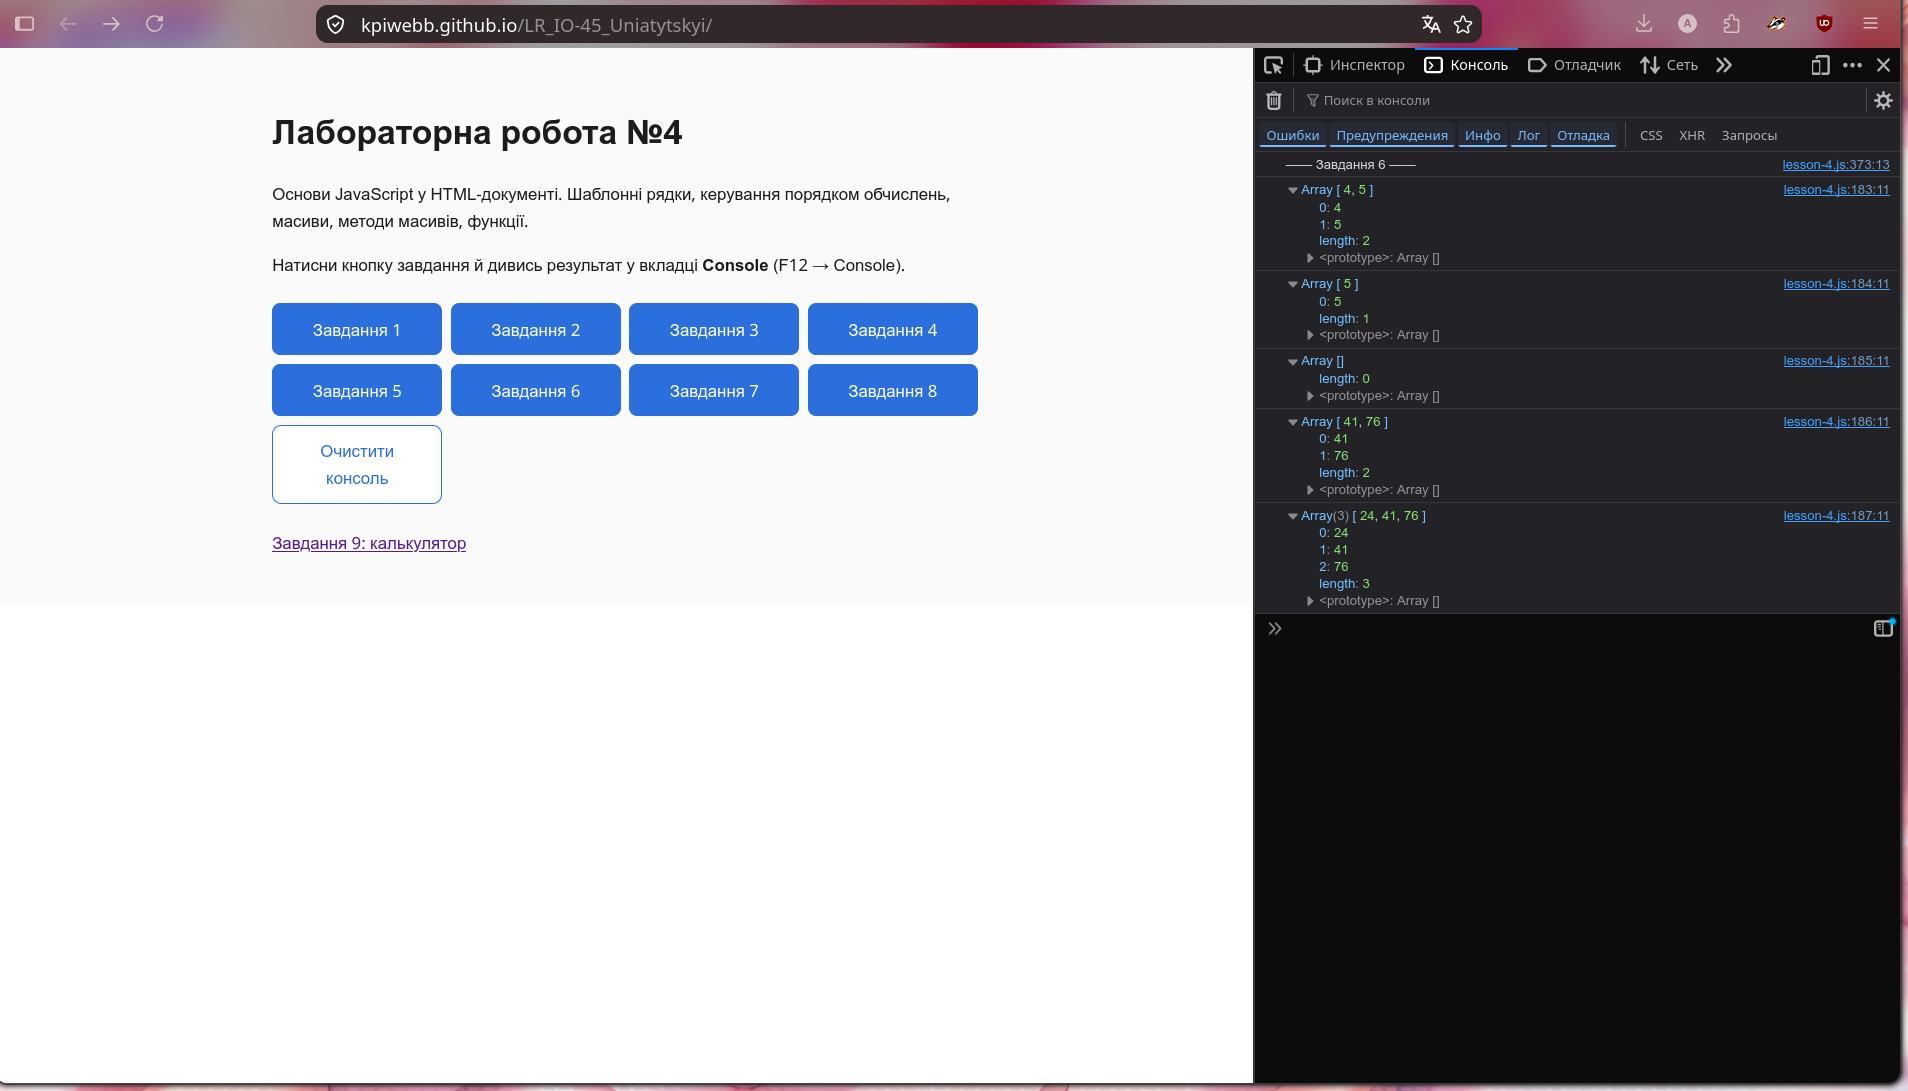 kpiwebb.github.io/LR_IO-45_Uniatytskyi/
A
Лабораторна робота №4
Основи JavaScript у HTML-документі. Шаблонні рядки, керування порядком обчислень,
масиви, методи масивів, функції.
Натисни кнопку завдання й дивись результат у вкладці Console (F12 → Console).
Завдання 1
Завдання 2
Завдання 3
Завдання 4
Завдання 5
Завдання 6
Завдання 7
Завдання 8
Очистити
консоль
Завдання 9: калькулятор
Инспектор Консоль Отладчик Сеть
Поиск в консоли
Ошибки Предупреждения Инфо Лог Отладка CSS XHR Запросы
—— Завдання 6 —— lesson-4.js:373:13
Array [ 4, 5 ] lesson-4.js:183:11
0: 4
1: 5
length: 2
<prototype>: Array []
Array [ 5 ] lesson-4.js:184:11
0: 5
length: 1
<prototype>: Array []
Array [] lesson-4.js:185:11
length: 0
<prototype>: Array []
Array [ 41, 76 ] lesson-4.js:186:11
0: 41
1: 76
length: 2
<prototype>: Array []
Array(3) [ 24, 41, 76 ] lesson-4.js:187:11
0: 24
1: 41
2: 76
length: 3
<prototype>: Array []